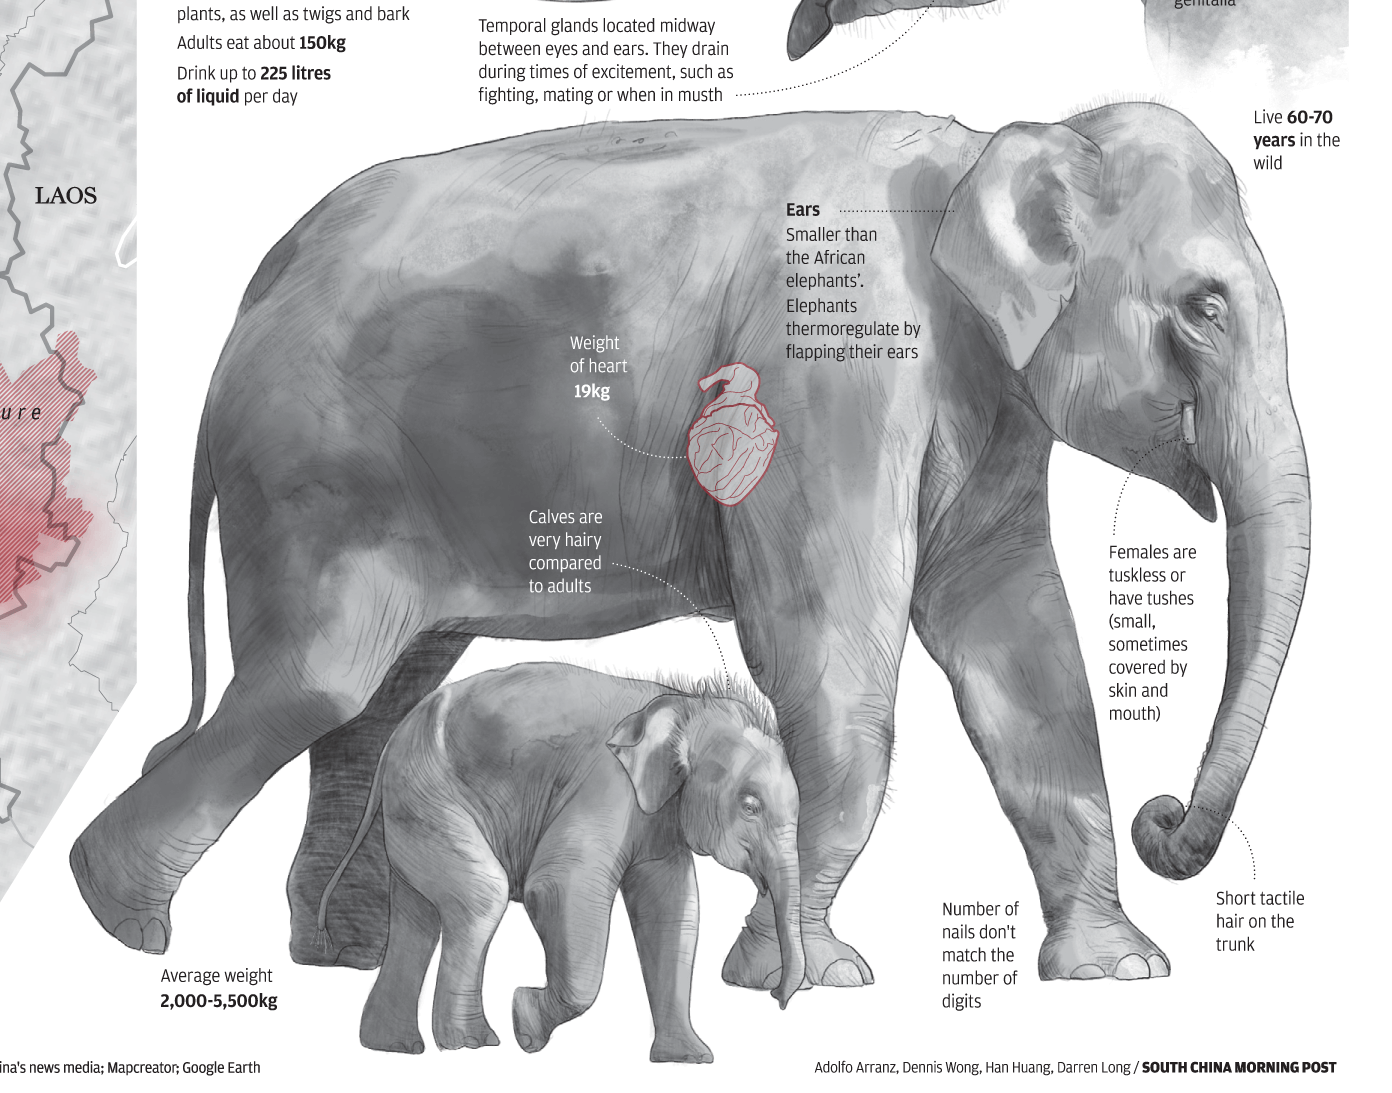 plants, as well as twigs and bark
Adults eat about 150kg
Drink up to 225 litres
of liquid per day
Temporal glands located midway
between eyes and ears. They drain
during times of excitement, such as
fighting, mating or when in musth
genitalia
Live 60-70
years in the
wild
LAOS
Ears
Smaller than
the African
elephants’.
Elephants
thermoregulate by
flapping their ears
Weight
of heart
19kg
ure
Calves are
very hairy
compared
to adults
Females are
tuskless or
have tushes
(small,
sometimes
covered by
skin and
mouth)
Number of
nails don't
match the
number of
digits
Short tactile
hair on the
trunk
Average weight
2,000-5,500kg
ina's news media; Mapcreator; Google Earth
Adolfo Arranz, Dennis Wong, Han Huang, Darren Long / SOUTH CHINA MORNING POST